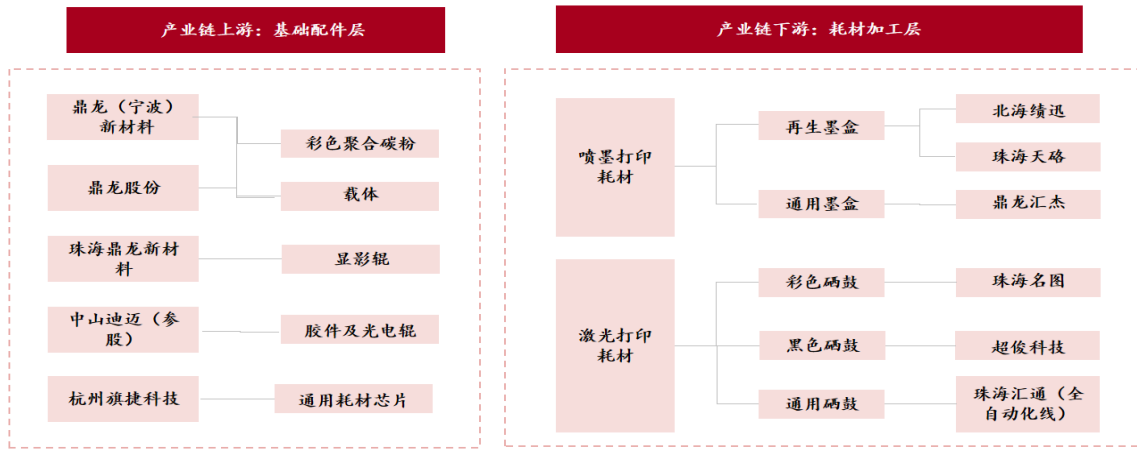 产业链上游：基础配件层
鼎龙（宁波）
新材料
彩色聚合碳粉
鼎龙股份
载体
珠海鼎龙新材
料
显影辊
中山迪迈（参
股）
胶件及光电辊
杭州旗捷科技
通用耗材芯片
产业链下游：耗材加工层
喷墨打印
耗材
再生墨盒
北海绩迅
珠海天硌
通用墨盒
鼎龙汇杰
激光打印
耗材
彩色硒鼓
珠海名图
黑色硒鼓
超俊科技
通用硒鼓
珠海汇通（全
自动化线）